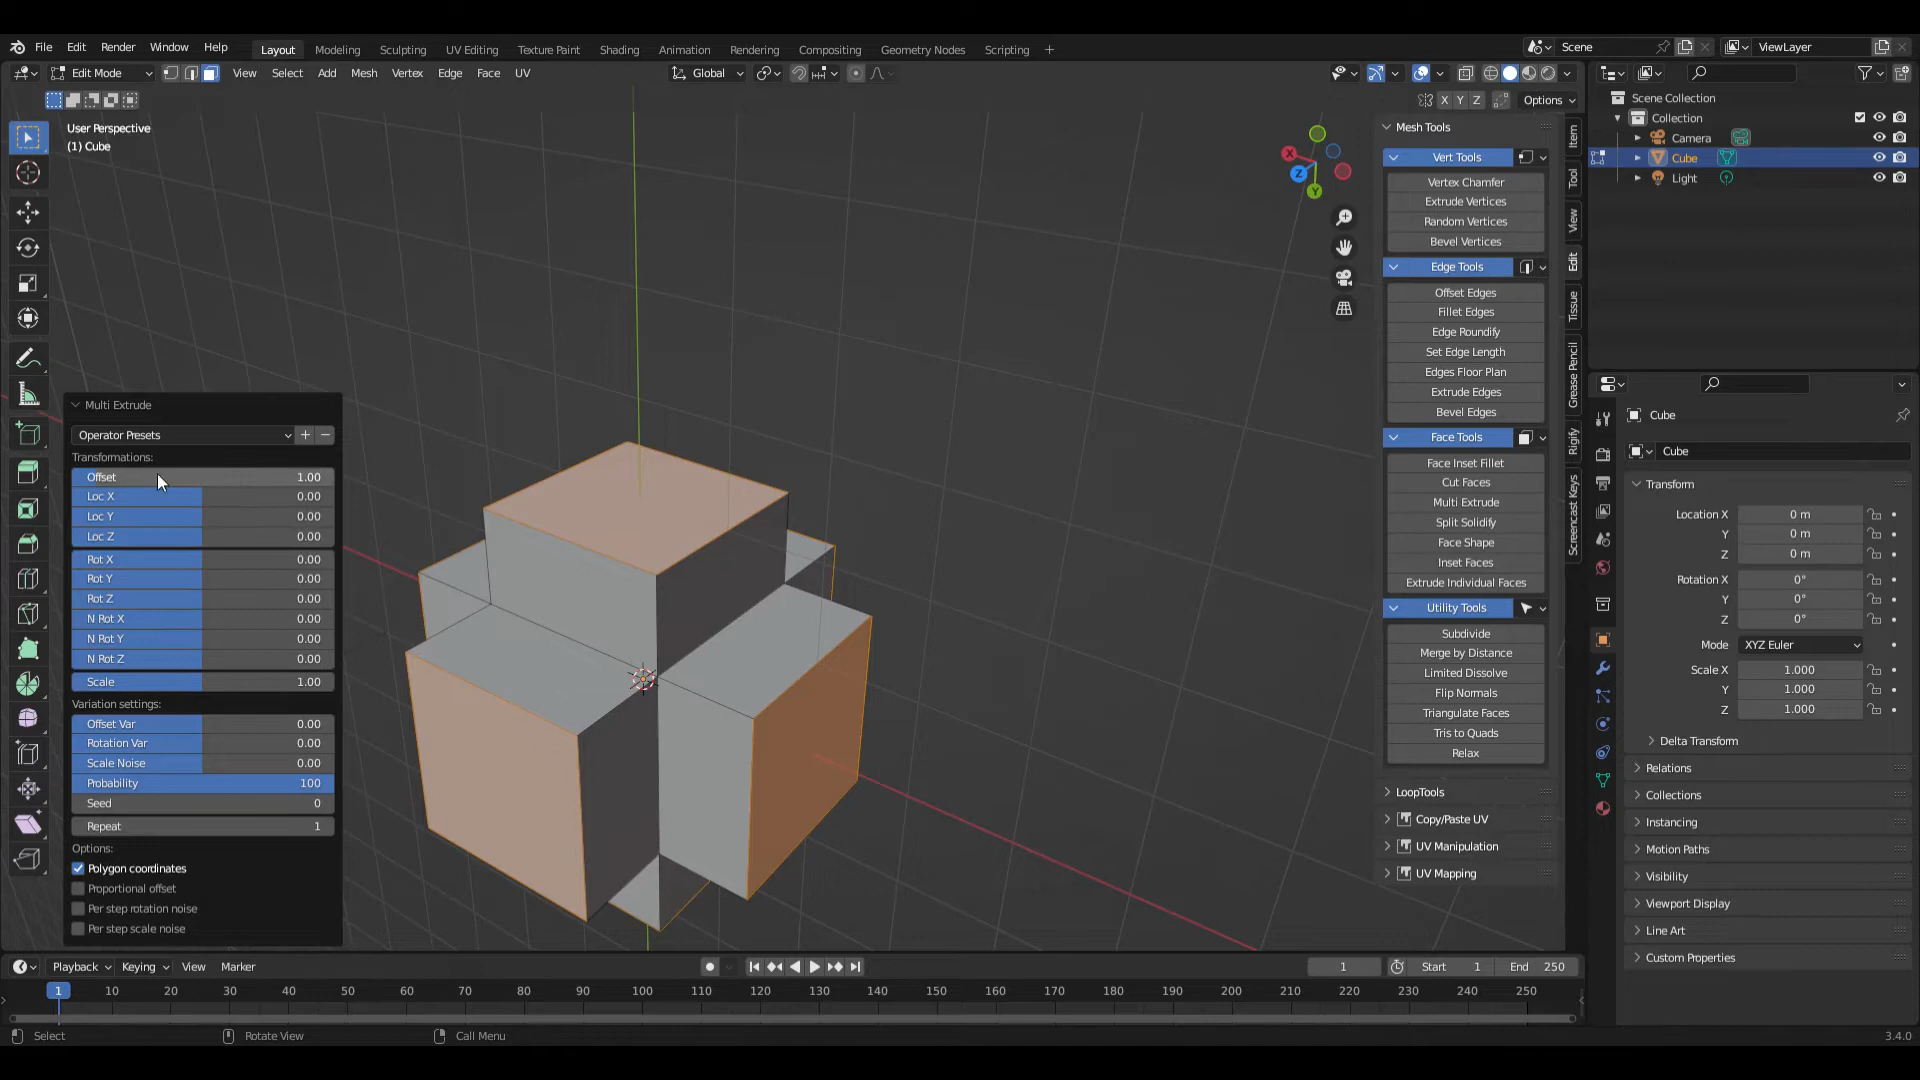 File Edit Render Window Help Layout Modeling Sculpting UV Editing Texture Paint Shading Animation Rendering Compositing Geometry Nodes Scripting + Scene ViewLayer
Edit Mode View Select Add Mesh Vertex Edge Face UV Global
X Y Z Options
User Perspective
(1) Cube
Multi Extrude
Operator Presets
Transformations:
Offset 1.00
Loc X 0.00
Loc Y 0.00
Loc Z 0.00
Rot X 0.00
Rot Y 0.00
Rot Z 0.00
N Rot X 0.00
N Rot Y 0.00
N Rot Z 0.00
Scale 1.00
Variation settings:
Offset Var 0.00
Rotation Var 0.00
Scale Noise 0.00
Probability 100
Seed 0
Repeat 1
Options:
Polygon coordinates
Proportional offset
Per step rotation noise
Per step scale noise
X
Z
Y
Mesh Tools
Vert Tools
Vertex Chamfer
Extrude Vertices
Random Vertices
Bevel Vertices
Edge Tools
Offset Edges
Fillet Edges
Edge Roundify
Set Edge Length
Edges Floor Plan
Extrude Edges
Bevel Edges
Face Tools
Face Inset Fillet
Cut Faces
Multi Extrude
Split Solidify
Face Shape
Inset Faces
Extrude Individual Faces
Utility Tools
Subdivide
Merge by Distance
Limited Dissolve
Flip Normals
Triangulate Faces
Tris to Quads
Relax
LoopTools
Copy/Paste UV
UV Manipulation
UV Mapping
Item
Tool
View
Edit
Tissue
Grease Pencil
Rigify
Screencast Keys
Scene Collection
Collection
Camera
Cube
Light
Cube
Cube
Transform
Location X 0 m
Y 0 m
Z 0 m
Rotation X 0°
Y 0°
Z 0°
Mode XYZ Euler
Scale X 1.000
Y 1.000
Z 1.000
Delta Transform
Relations
Collections
Instancing
Motion Paths
Visibility
Viewport Display
Line Art
Custom Properties
Playback Keying View Marker 1 Start 1 End 250
1 10 20 30 40 50 60 70 80 90 100 110 120 130 140 150 160 170 180 190 200 210 220 230 240 250
Select Rotate View Call Menu 3.4.0